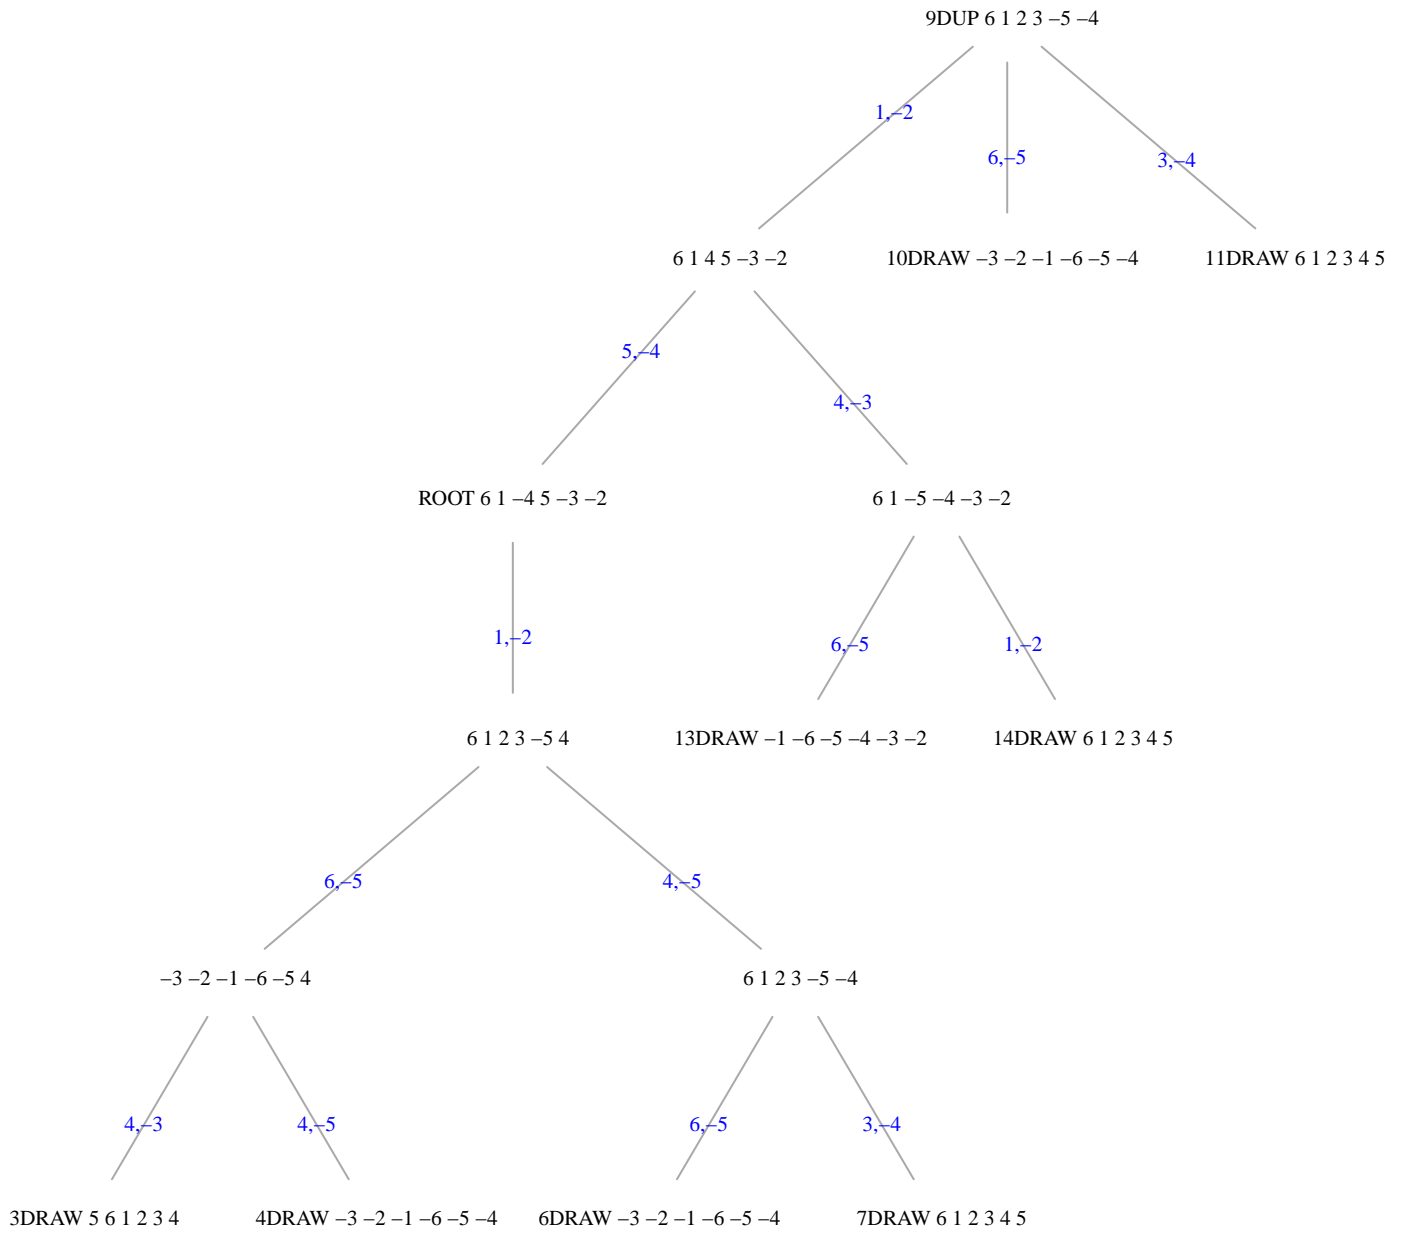 9DUP 6 1 2 3 –5 –4
1,–2
6,–5
3,–4
6 1 4 5 –3 –2
10DRAW –3 –2 –1 –6 –5 –4
11DRAW 6 1 2 3 4 5
5,–4
4,–3
ROOT 6 1 –4 5 –3 –2
6 1 –5 –4 –3 –2
1,–2
6,–5
1,–2
6 1 2 3 –5 4
13DRAW –1 –6 –5 –4 –3 –2
14DRAW 6 1 2 3 4 5
6,–5
4,–5
–3 –2 –1 –6 –5 4
6 1 2 3 –5 –4
4,–3
4,–5
6,–5
3,–4
3DRAW 5 6 1 2 3 4
4DRAW –3 –2 –1 –6 –5 –4
6DRAW –3 –2 –1 –6 –5 –4
7DRAW 6 1 2 3 4 5